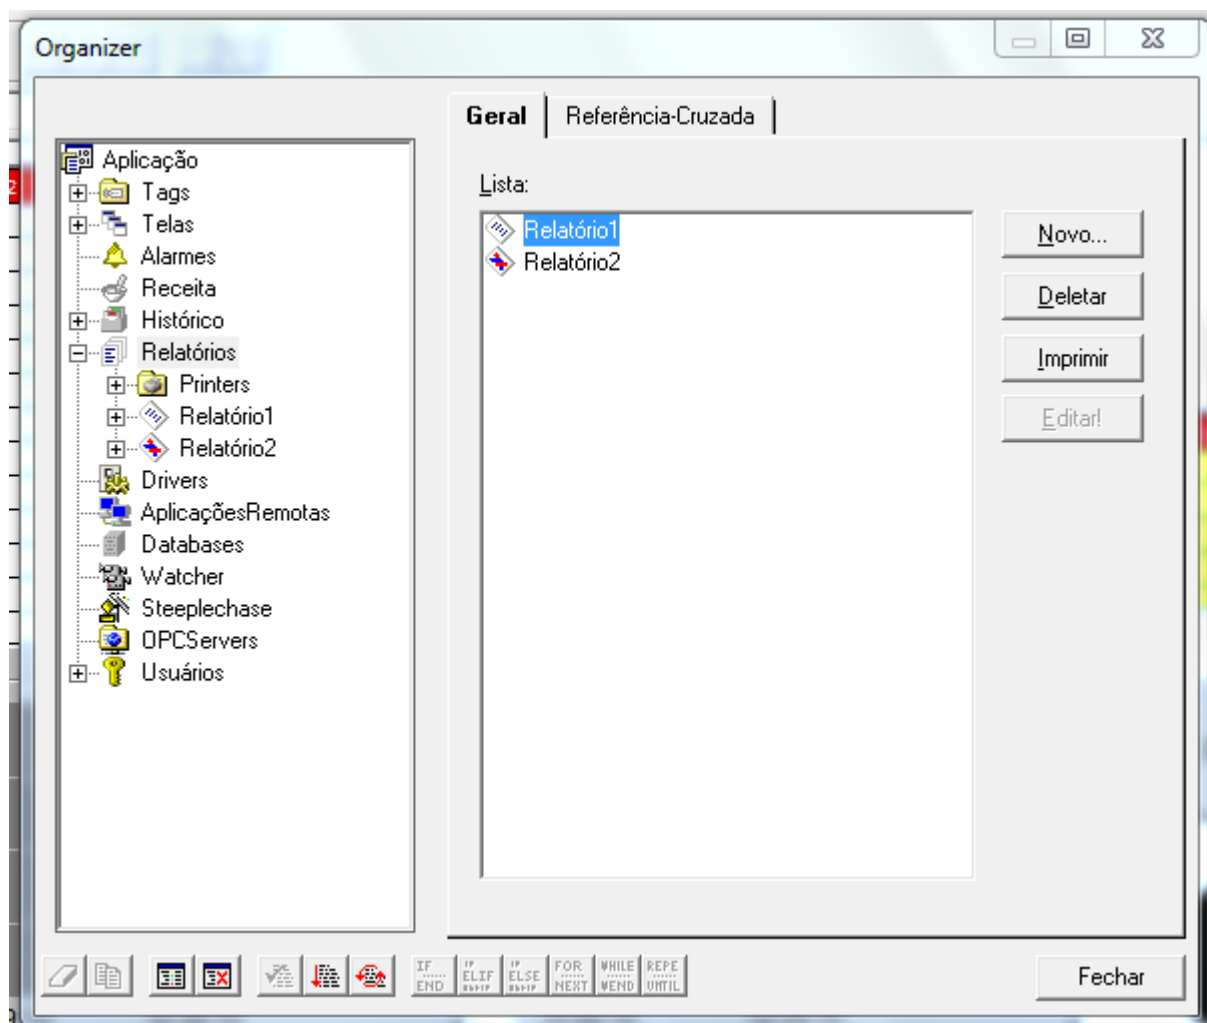 Organizer
Geral
Referência-Cruzada
Aplicação
Tags
Telas
Alarmes
Receita
Histórico
Relatórios
Printers
Relatório1
Relatório2
Drivers
AplicaçõesRemotas
Databases
Watcher
Steeplechase
OPCServers
Usuários
Lista:
Relatório1
Relatório2
Novo...
Deletar
Imprimir
Editar!
IF
END
IF
ELIF
IF
ELSE
FOR
NEXT
WHILE
WEND
REPE
UNTIL
Fechar